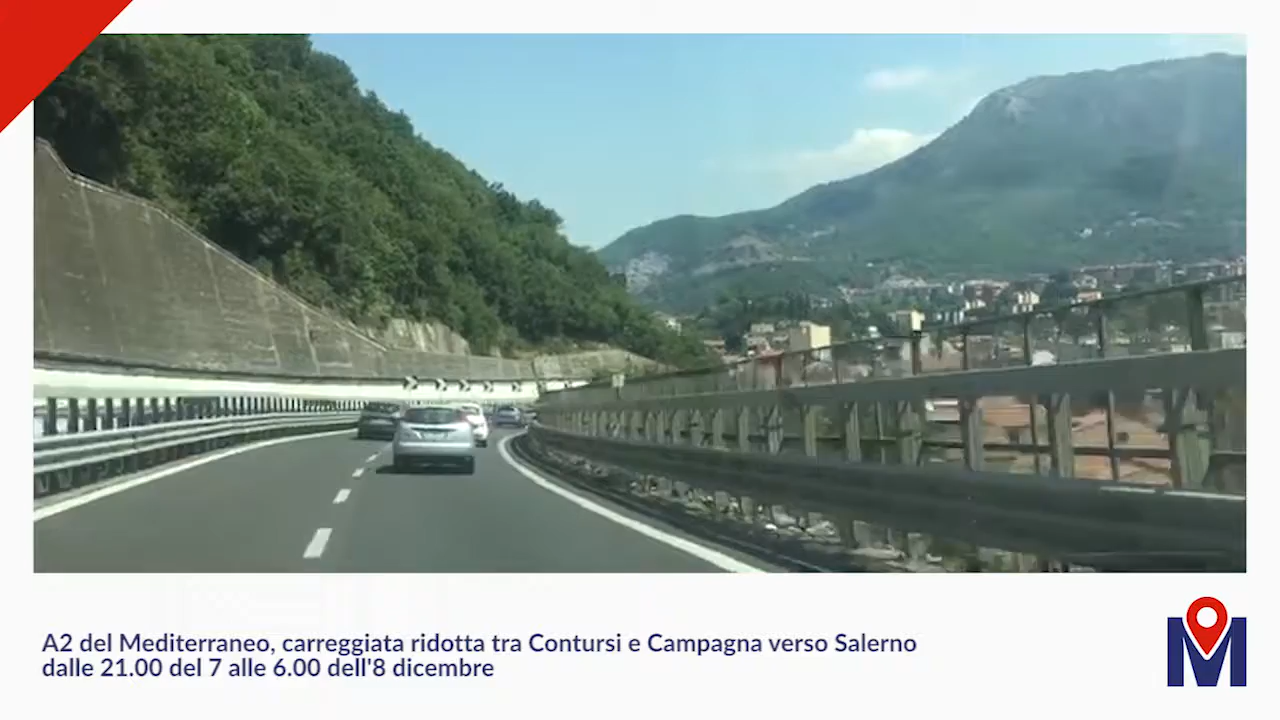 A2 del Mediterraneo, carreggiata ridotta tra Contursi e Campagna verso Salerno
dalle 21.00 del 7 alle 6.00 dell'8 dicembre
M